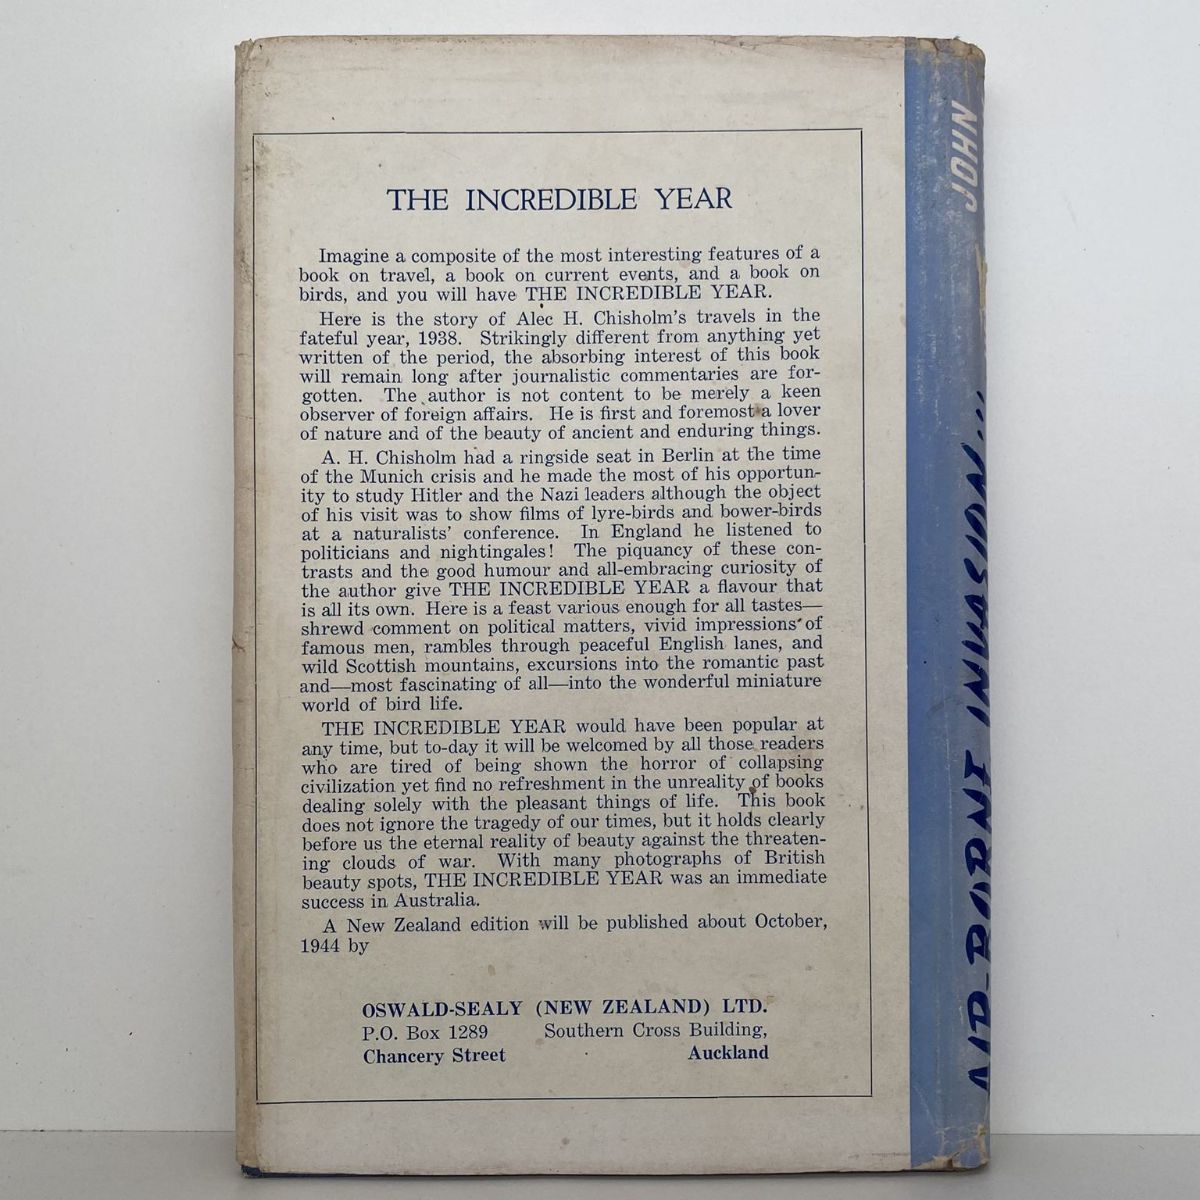 THE INCREDIBLE YEAR
Imagine a composite of the most interesting features of a
book on travel, a book on current events, and a book on
birds, and you will have THE INCREDIBLE YEAR.
Here is the story of Alec H. Chisholm's travels in the
fateful year, 1938. Strikingly different from anything yet
written of the period, the absorbing interest of this book
will remain long after journalistic commentaries are for-
gotten. The author is not content to be merely a keen
observer of foreign affairs. He is first and foremost a lover
of nature and of the beauty of ancient and enduring things.
A. H. Chisholm had a ringside seat in Berlin at the time
of the Munich crisis and he made the most of his opportun-
ity to study Hitler and the Nazi leaders although the object
of his visit was to show films of lyre-birds and bower-birds
at a naturalists' conference. In England he listened to
politicians and nightingales! The piquancy of these con-
trasts and the good humour and all-embracing curiosity of
the author give THE INCREDIBLE YEAR a flavour that
is all its own. Here is a feast various enough for all tastes—
shrewd comment on political matters, vivid impressions of
famous men, rambles through peaceful English lanes, and
wild Scottish mountains, excursions into the romantic past
and—most fascinating of all—into the wonderful miniature
world of bird life.
THE INCREDIBLE YEAR would have been popular at
any time, but to-day it will be welcomed by all those readers
who are tired of being shown the horror of collapsing
civilization yet find no refreshment in the unreality of books
dealing solely with the pleasant things of life. This book
does not ignore the tragedy of our times, but it holds clearly
before us the eternal reality of beauty against the threaten-
ing clouds of war. With many photographs of British
beauty spots, THE INCREDIBLE YEAR was an immediate
success in Australia.
A New Zealand edition will be published about October,
1944 by
OSWALD-SEALY (NEW ZEALAND) LTD.
P.O. Box 1289 Southern Cross Building,
Chancery Street Auckland
JOHN
INVASION...